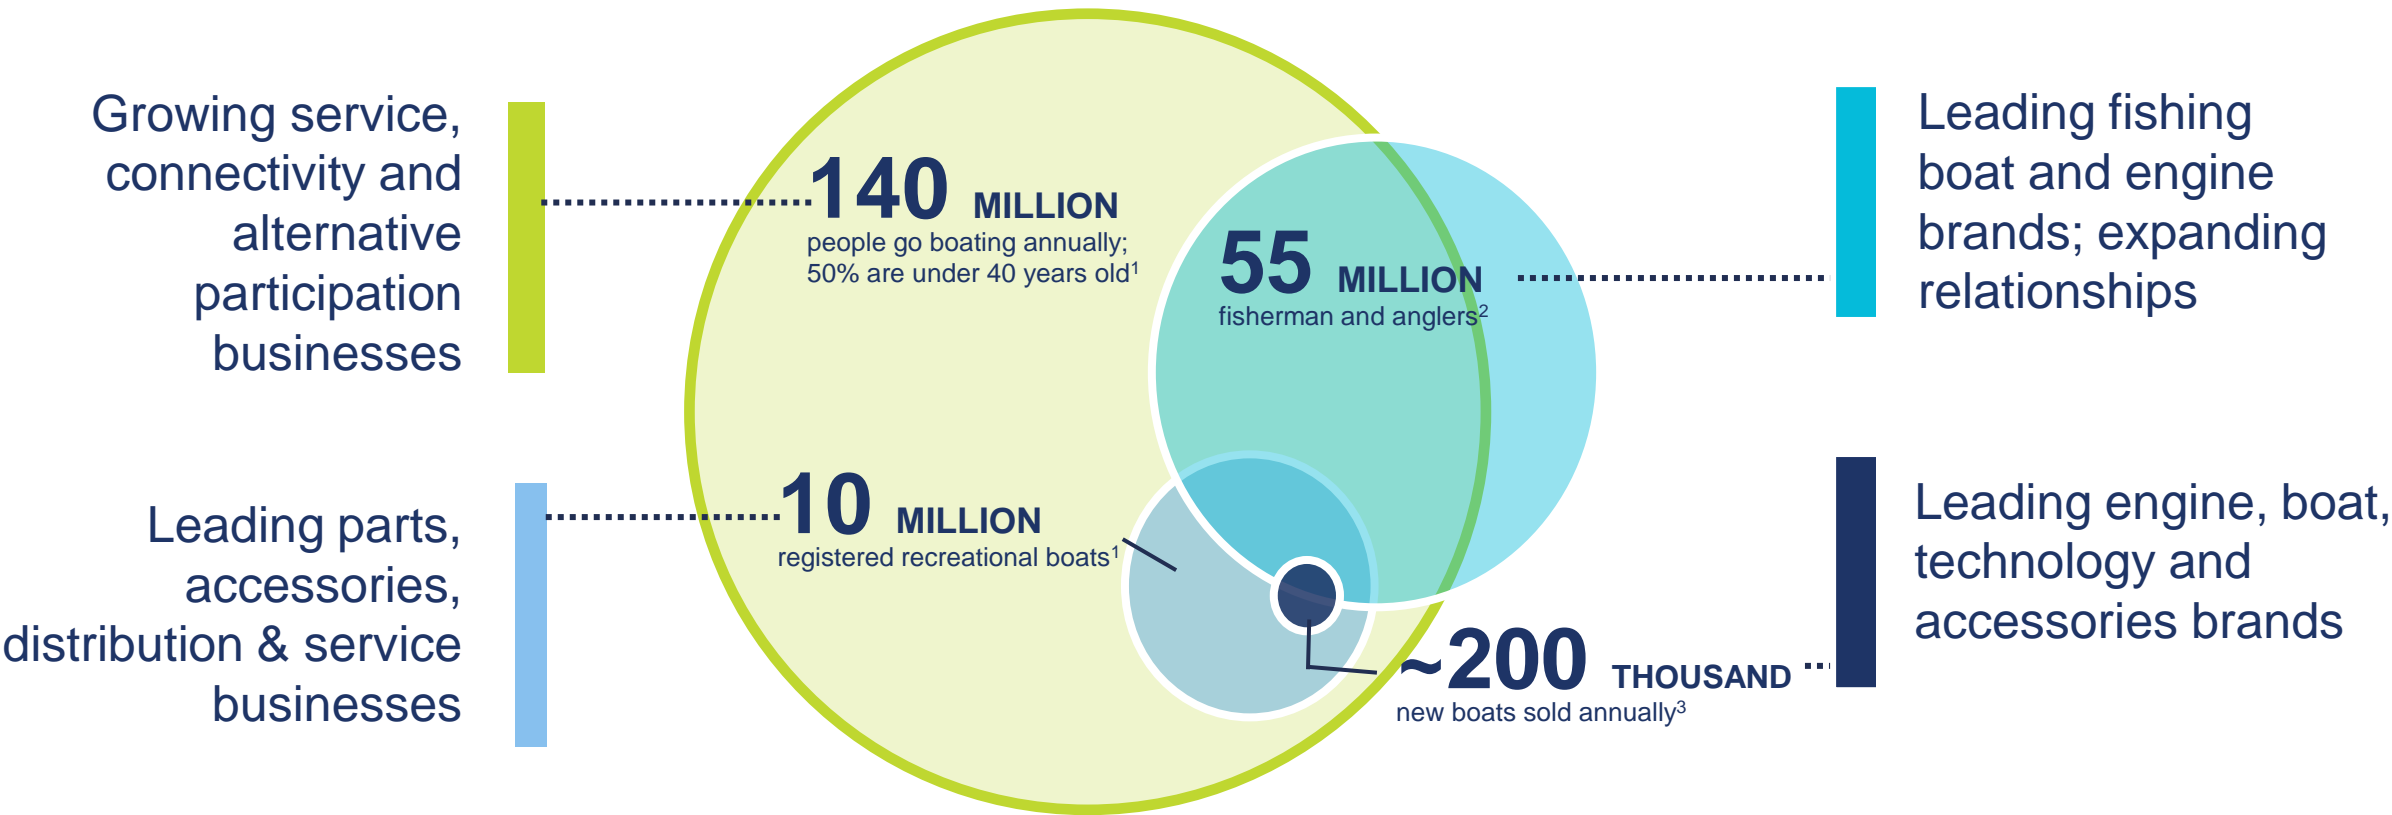 Growing service,
connectivity and
alternative
participation
businesses
140 MILLION
people go boating annually;
50% are under 40 years old¹
55 MILLION
fisherman and anglers²
Leading fishing
boat and engine
brands; expanding
relationships
Leading parts,
accessories,
distribution & service
businesses
10 MILLION
registered recreational boats¹
~200 THOUSAND
new boats sold annually³
Leading engine, boat,
technology and
accessories brands